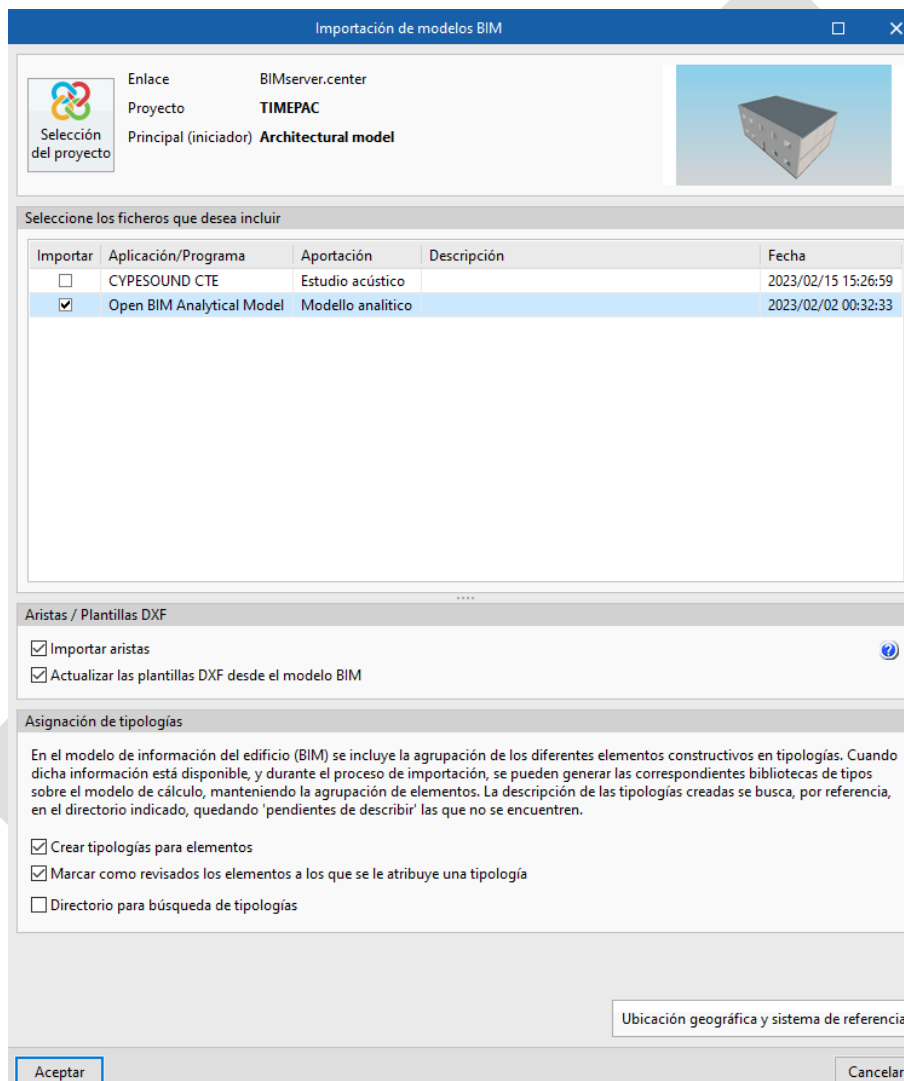 Importación de modelos BIM
Selección
del proyecto
Enlace BIMserver.center
Proyecto TIMEPAC
Principal (iniciador) Architectural model
Seleccione los ficheros que desea incluir
Importar Aplicación/Programa Aportación Descripción Fecha
CYPESOUND CTE Estudio acústico 2023/02/15 15:26:59
Open BIM Analytical Model Modello analitico 2023/02/02 00:32:33
Aristas / Plantillas DXF
Importar aristas
Actualizar las plantillas DXF desde el modelo BIM
Asignación de tipologías
En el modelo de información del edificio (BIM) se incluye la agrupación de los diferentes elementos constructivos en tipologías. Cuando
dicha información está disponible, y durante el proceso de importación, se pueden generar las correspondientes bibliotecas de tipos
sobre el modelo de cálculo, manteniendo la agrupación de elementos. La descripción de las tipologías creadas se busca, por referencia,
en el directorio indicado, quedando 'pendientes de describir' las que no se encuentren.
Crear tipologías para elementos
Marcar como revisados los elementos a los que se le atribuye una tipología
Directorio para búsqueda de tipologías
Ubicación geográfica y sistema de referencia
Aceptar
Cancelar